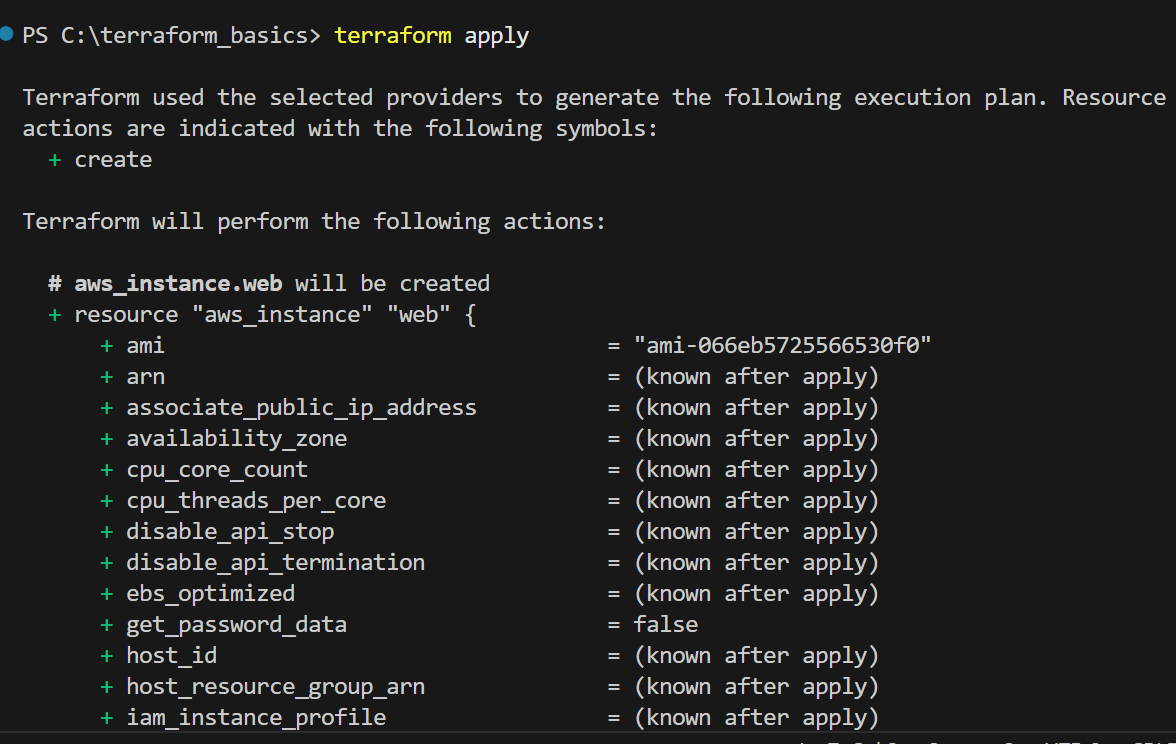 PS C:\terraform_basics> terraform apply
Terraform used the selected providers to generate the following execution plan. Resource
actions are indicated with the following symbols:
+ create
Terraform will perform the following actions:
# aws_instance.web will be created
+ resource "aws_instance" "web" {
+ ami = "ami-066eb5725566530f0"
+ arn = (known after apply)
+ associate_public_ip_address = (known after apply)
+ availability_zone = (known after apply)
+ cpu_core_count = (known after apply)
+ cpu_threads_per_core = (known after apply)
+ disable_api_stop = (known after apply)
+ disable_api_termination = (known after apply)
+ ebs_optimized = (known after apply)
+ get_password_data = false
+ host_id = (known after apply)
+ host_resource_group_arn = (known after apply)
+ iam_instance_profile = (known after apply)